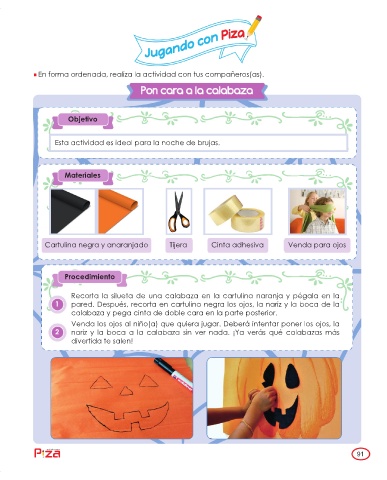 Jugando con Piza
En forma ordenada, realiza la actividad con tus compañeros(as).
Pon cara a la calabaza
Objetivo
Esta actividad es ideal para la noche de brujas.
Materiales
Cartulina negra y anaranjado
Tijera
Cinta adhesiva
Venda para ojos
Procedimiento
1 Recorta la silueta de una calabaza en la cartulina naranja y pégala en la
pared. Después, recorta en cartulina negra los ojos, la nariz y la boca de la
calabaza y pega cinta de doble cara en la parte posterior.
2 Venda los ojos al niño(a) que quiera jugar. Deberá intentar poner los ojos, la
nariz y la boca a la calabaza sin ver nada. ¡Ya verás qué calabazas más
divertida te salen!
Piza
91